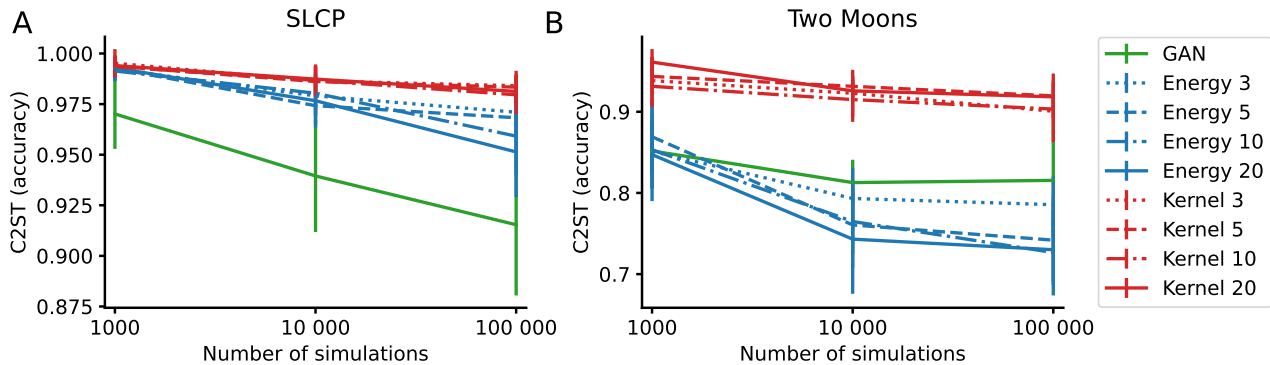 A
SLCP
C2ST (accuracy)
1.000
0.975
0.950
0.925
0.900
0.875
1000
10 000
100 000
Number of simulations
B
Two Moons
C2ST (accuracy)
0.9
0.8
0.7
1000
10 000
100 000
Number of simulations
GAN
Energy 3
Energy 5
Energy 10
Energy 20
Kernel 3
Kernel 5
Kernel 10
Kernel 20